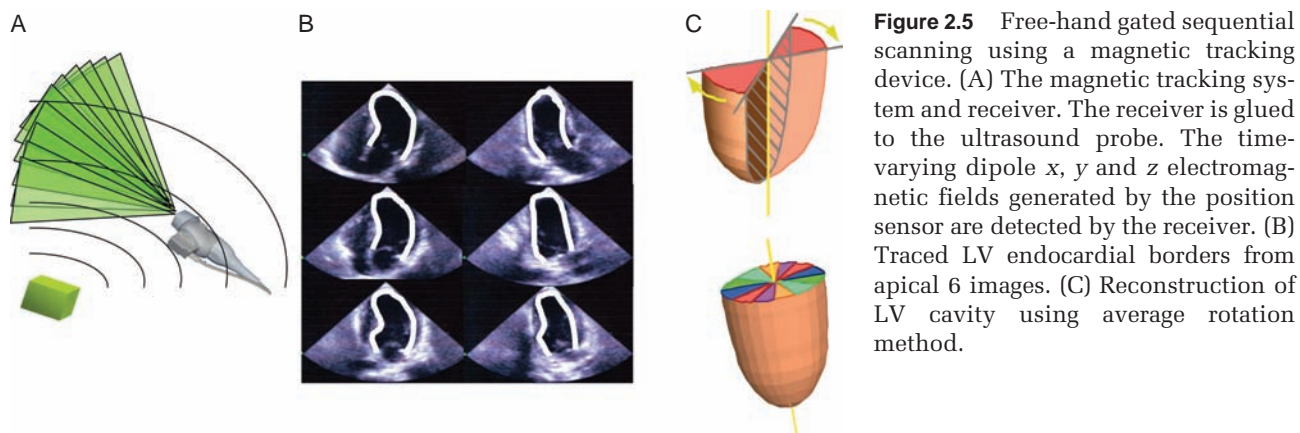 A
B
C
Figure 2.5 Free-hand gated sequential
scanning using a magnetic tracking
device. (A) The magnetic tracking sys-
tem and receiver. The receiver is glued
to the ultrasound probe. The time-
varying dipole x, y and z electromag-
netic fields generated by the position
sensor are detected by the receiver. (B)
Traced LV endocardial borders from
apical 6 images. (C) Reconstruction of
LV cavity using average rotation
method.